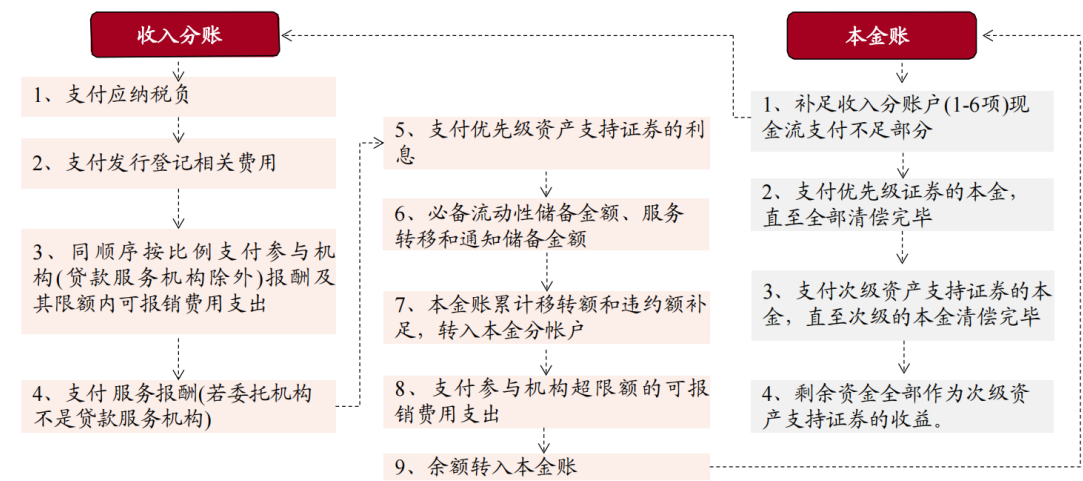 收入分账
1、支付应纳税负
2、支付发行登记相关费用
3、同顺序按比例支付参与机
构(贷款服务机构除外)报酬及
其限额内可报销费用支出
4、支付服务报酬(若委托机构
不是贷款服务机构)
5、支付优先级资产支持证券的利
息
6、必备流动性储备金额、服务
转移和通知储备金额
7、本金账累计移转额和违约额补
足，转入本金分帐户
8、支付参与机构超限额的可报
销费用支出
9、余额转入本金账
本金账
1、补足收入分账户(1-6项)现
金流支付不足部分
2、支付优先级证券的本金，
直至全部清偿完毕
3、支付次级资产支持证券的本
金，直至次级的本金清偿完毕
4、剩余资金全部作为次级资
产支持证券的收益。